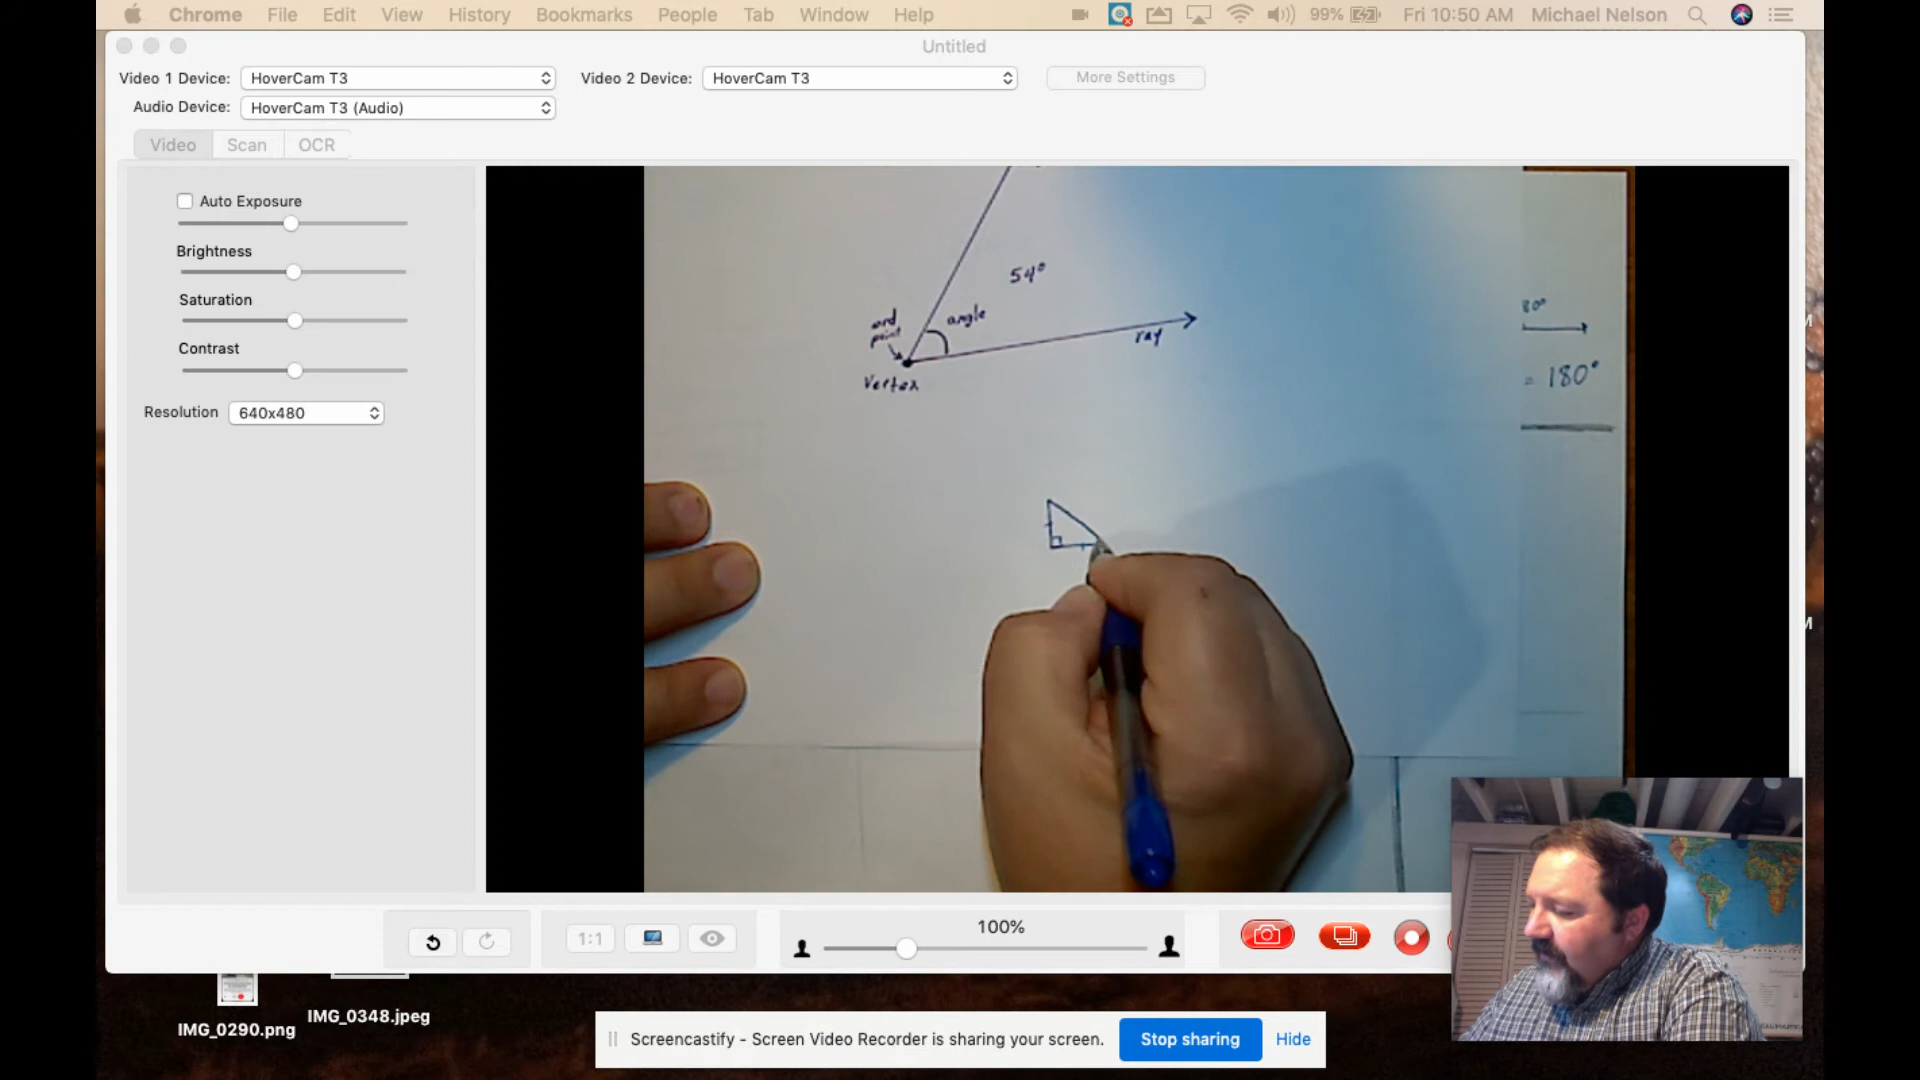 Chrome File Edit View History Bookmarks People Tab Window Help 99% Fri 10:50 AM Michael Nelson
Untitled
Video 1 Device: HoverCam T3 Video 2 Device: HoverCam T3 More Settings
Audio Device: HoverCam T3 (Audio)
Video Scan OCR
Auto Exposure
Brightness
Saturation
Contrast
Resolution 640x480
54°
end point
angle
ray
Vertex
80°
= 180°
M
M
1:1
100%
IMG_0290.png
IMG_0348.jpeg
Screencastify - Screen Video Recorder is sharing your screen. Stop sharing Hide